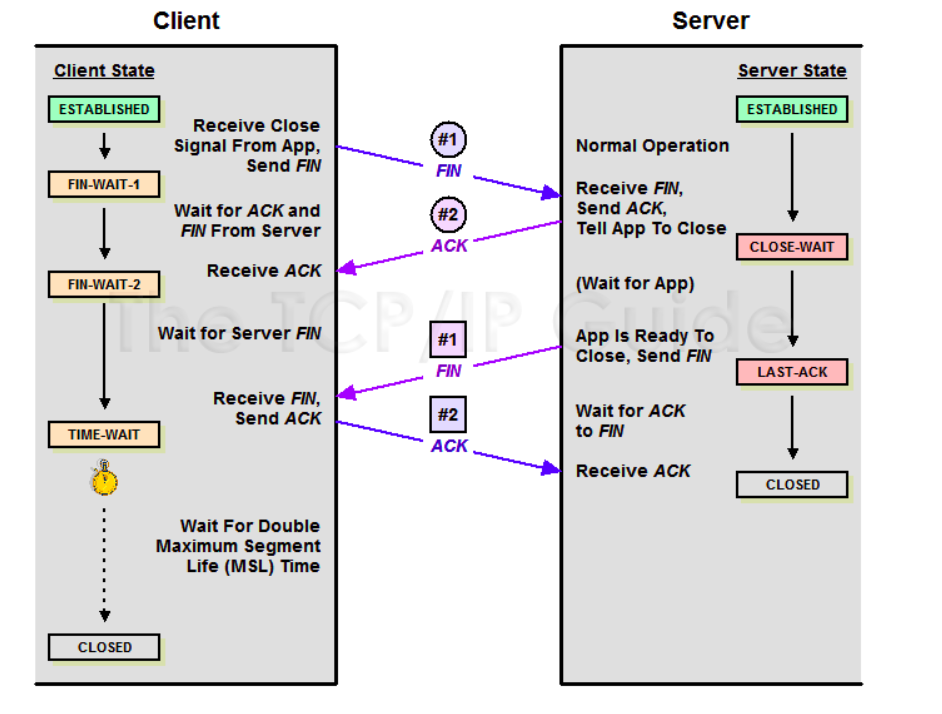 Client
Server
Client State
Server State
ESTABLISHED
ESTABLISHED
Receive Close
Signal From App,
Send FIN
#1
FIN
Normal Operation
FIN-WAIT-1
Receive FIN,
Send ACK,
Tell App To Close
Wait for ACK and
FIN From Server
#2
ACK
CLOSE-WAIT
Receive ACK
FIN-WAIT-2
(Wait for App)
The TCP/IP Guide
Wait for Server FIN
#1
FIN
App Is Ready To
Close, Send FIN
LAST-ACK
Receive FIN,
Send ACK
#2
ACK
Wait for ACK
to FIN
TIME-WAIT
Receive ACK
CLOSED
Wait For Double
Maximum Segment
Life (MSL) Time
CLOSED